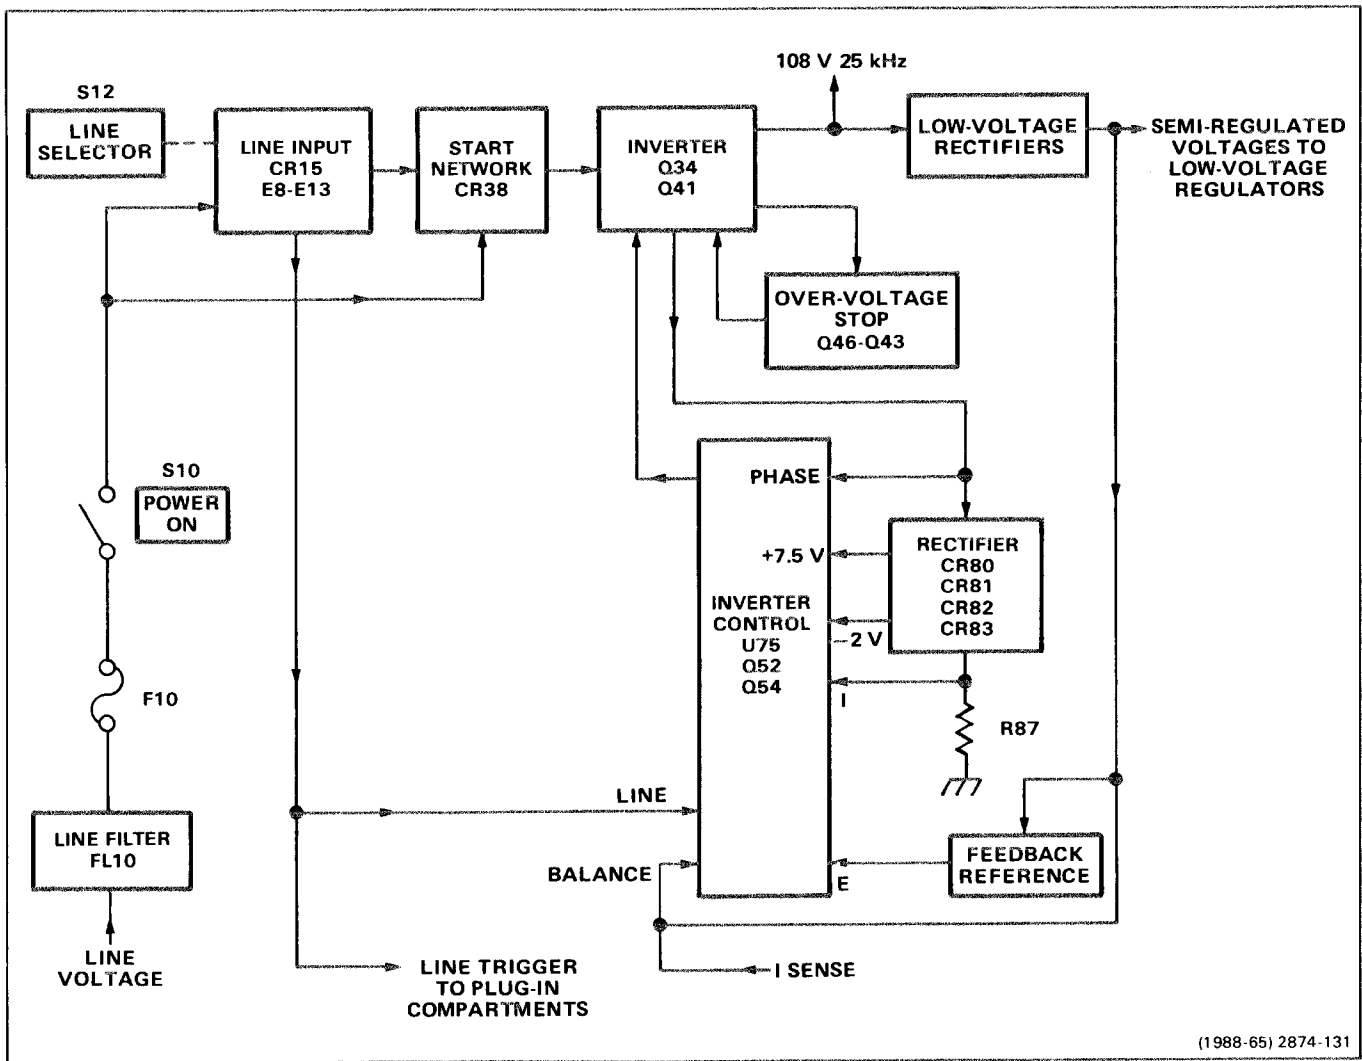 108 V 25 kHz
S12
LINE
SELECTOR
LINE INPUT
CR15
E8-E13
START
NETWORK
CR38
INVERTER
Q34
Q41
LOW-VOLTAGE
RECTIFIERS
SEMI-REGULATED
VOLTAGES TO
LOW-VOLTAGE
REGULATORS
OVER-VOLTAGE
STOP
Q46-Q43
S10
POWER
ON
PHASE
+7.5 V
INVERTER
CONTROL
U75
Q52
Q54
−2 V
I
RECTIFIER
CR80
CR81
CR82
CR83
F10
R87
LINE
LINE FILTER
FL10
BALANCE
E
FEEDBACK
REFERENCE
LINE
VOLTAGE
LINE TRIGGER
TO PLUG-IN
COMPARTMENTS
I SENSE
(1988-65) 2874-131